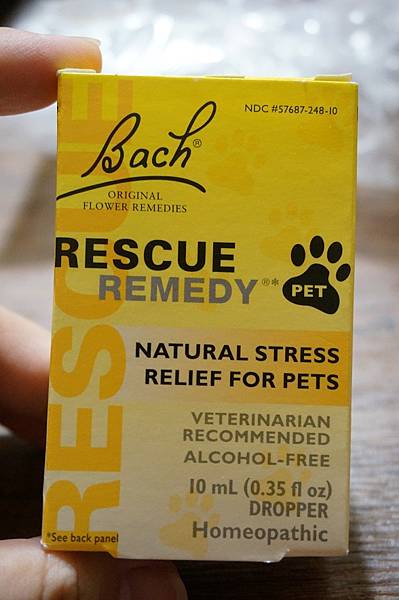 NDC #57687-248-10
Bach®
ORIGINAL
FLOWER REMEDIES
RESCUE
RESCUE
REMEDY®*
PET
NATURAL STRESS
RELIEF FOR PETS
VETERINARIAN
RECOMMENDED
ALCOHOL-FREE
10 mL (0.35 fl oz)
DROPPER
Homeopathic
*See back panel